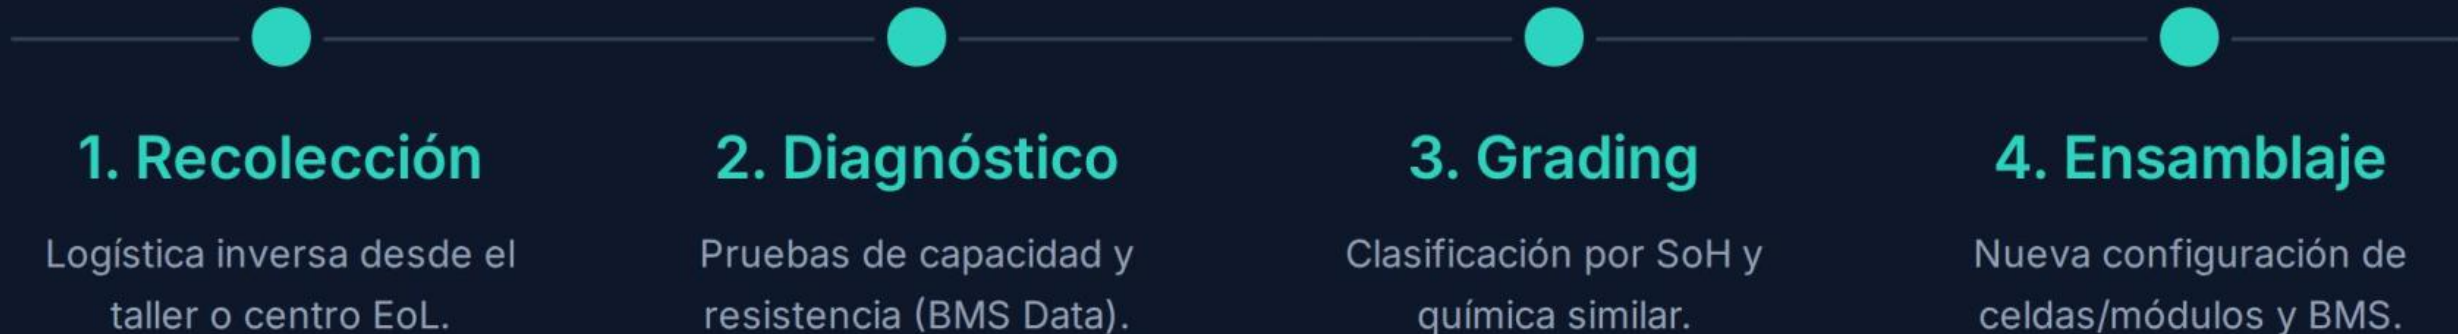 1. Recolección
Logística inversa desde el
taller o centro EoL.
2. Diagnóstico
Pruebas de capacidad y
resistencia (BMS Data).
3. Grading
Clasificación por SoH y
química similar.
4. Ensamblaje
Nueva configuración de
celdas/módulos y BMS.